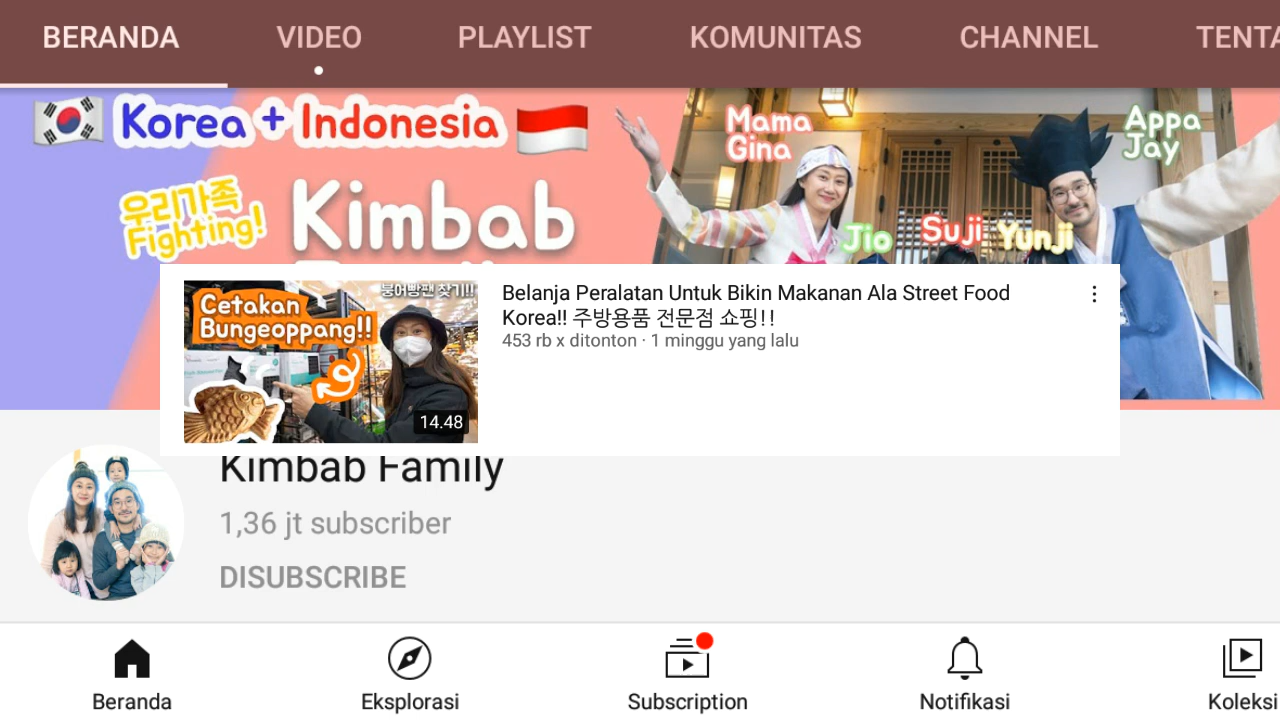 BERANDA
VIDEO
PLAYLIST
KOMUNITAS
CHANNEL
TENTA
Korea + Indonesia
우리가족
Fighting!
Kimbab
Mama
Gina
Appa
Jay
Jio
Suji
Yunji
Cetakan
Bungeoppang!!
붕어빵팬 찾기!!
14.48
Belanja Peralatan Untuk Bikin Makanan Ala Street Food
Korea!! 주방용품 전문점 쇼핑!!
453 rb x ditonton · 1 minggu yang lalu
Kimbab Family
1,36 jt subscriber
DISUBSCRIBE
Beranda
Eksplorasi
Subscription
Notifikasi
Koleksi